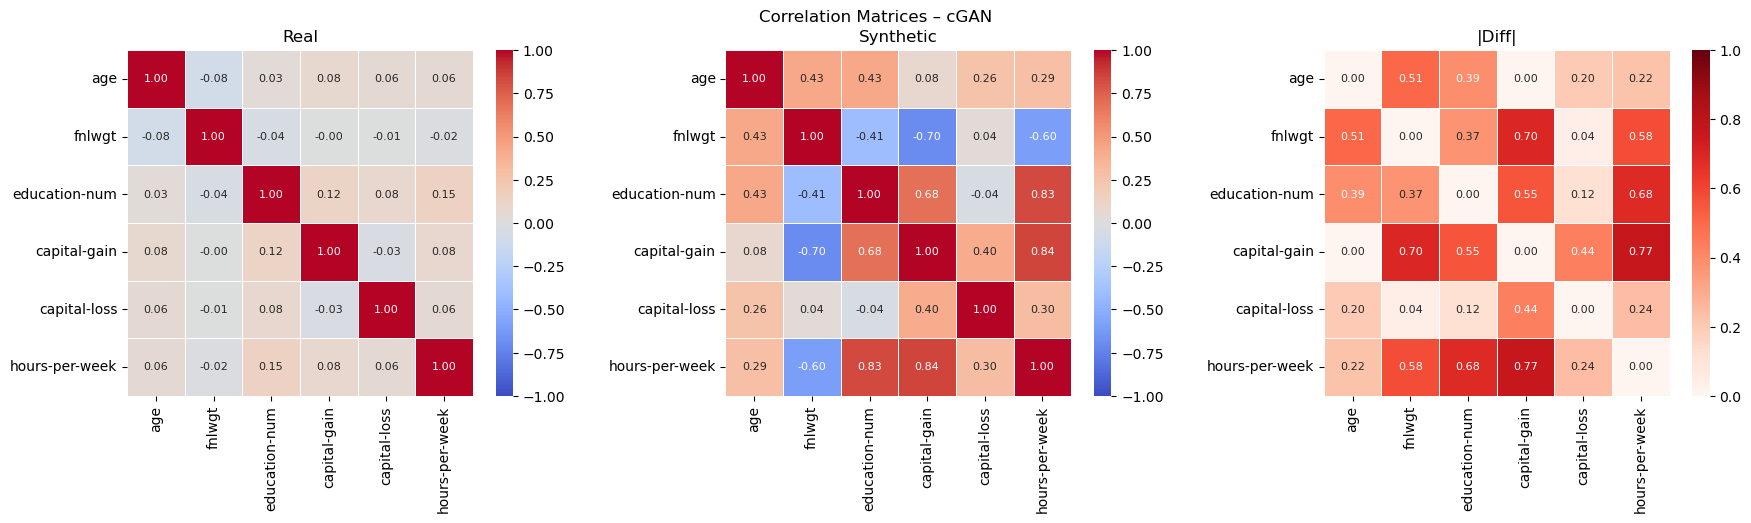 Correlation Matrices – cGAN
Real
age 1.00 -0.08 0.03 0.08 0.06 0.06
fnlwgt -0.08 1.00 -0.04 -0.00 -0.01 -0.02
education-num 0.03 -0.04 1.00 0.12 0.08 0.15
capital-gain 0.08 -0.00 0.12 1.00 -0.03 0.08
capital-loss 0.06 -0.01 0.08 -0.03 1.00 0.06
hours-per-week 0.06 -0.02 0.15 0.08 0.06 1.00
age fnlwgt education-num capital-gain capital-loss hours-per-week
1.00
0.75
0.50
0.25
0.00
−0.25
−0.50
−0.75
−1.00
Synthetic
age 1.00 0.43 0.43 0.08 0.26 0.29
fnlwgt 0.43 1.00 -0.41 -0.70 0.04 -0.60
education-num 0.43 -0.41 1.00 0.68 -0.04 0.83
capital-gain 0.08 -0.70 0.68 1.00 0.40 0.84
capital-loss 0.26 0.04 -0.04 0.40 1.00 0.30
hours-per-week 0.29 -0.60 0.83 0.84 0.30 1.00
age fnlwgt education-num capital-gain capital-loss hours-per-week
1.00
0.75
0.50
0.25
0.00
−0.25
−0.50
−0.75
−1.00
|Diff|
age 0.00 0.51 0.39 0.00 0.20 0.22
fnlwgt 0.51 0.00 0.37 0.70 0.04 0.58
education-num 0.39 0.37 0.00 0.55 0.12 0.68
capital-gain 0.00 0.70 0.55 0.00 0.44 0.77
capital-loss 0.20 0.04 0.12 0.44 0.00 0.24
hours-per-week 0.22 0.58 0.68 0.77 0.24 0.00
age fnlwgt education-num capital-gain capital-loss hours-per-week
1.0
0.8
0.6
0.4
0.2
0.0